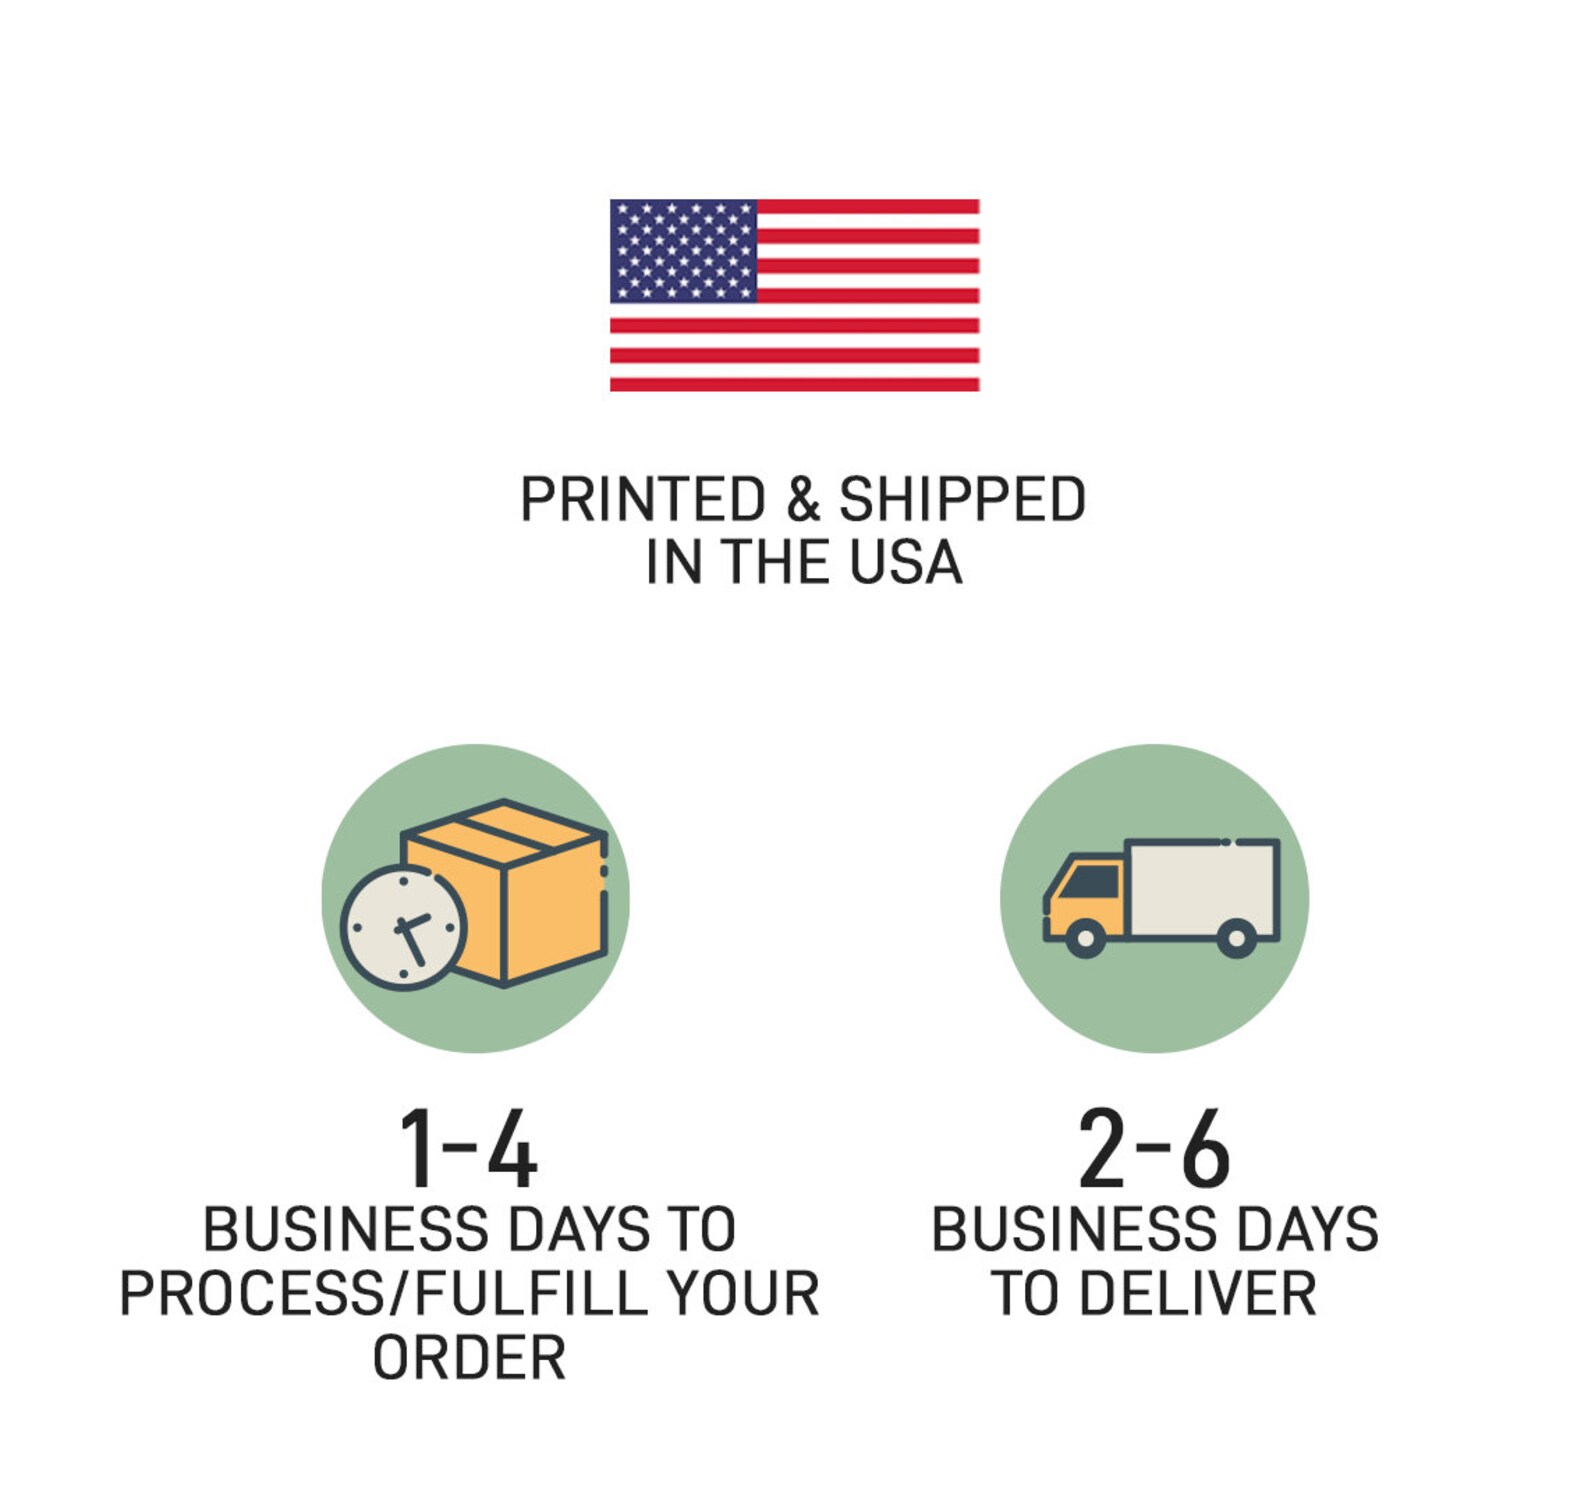 PRINTED & SHIPPED
IN THE USA
1-4
BUSINESS DAYS TO
PROCESS/FULFILL YOUR
ORDER
2-6
BUSINESS DAYS
TO DELIVER